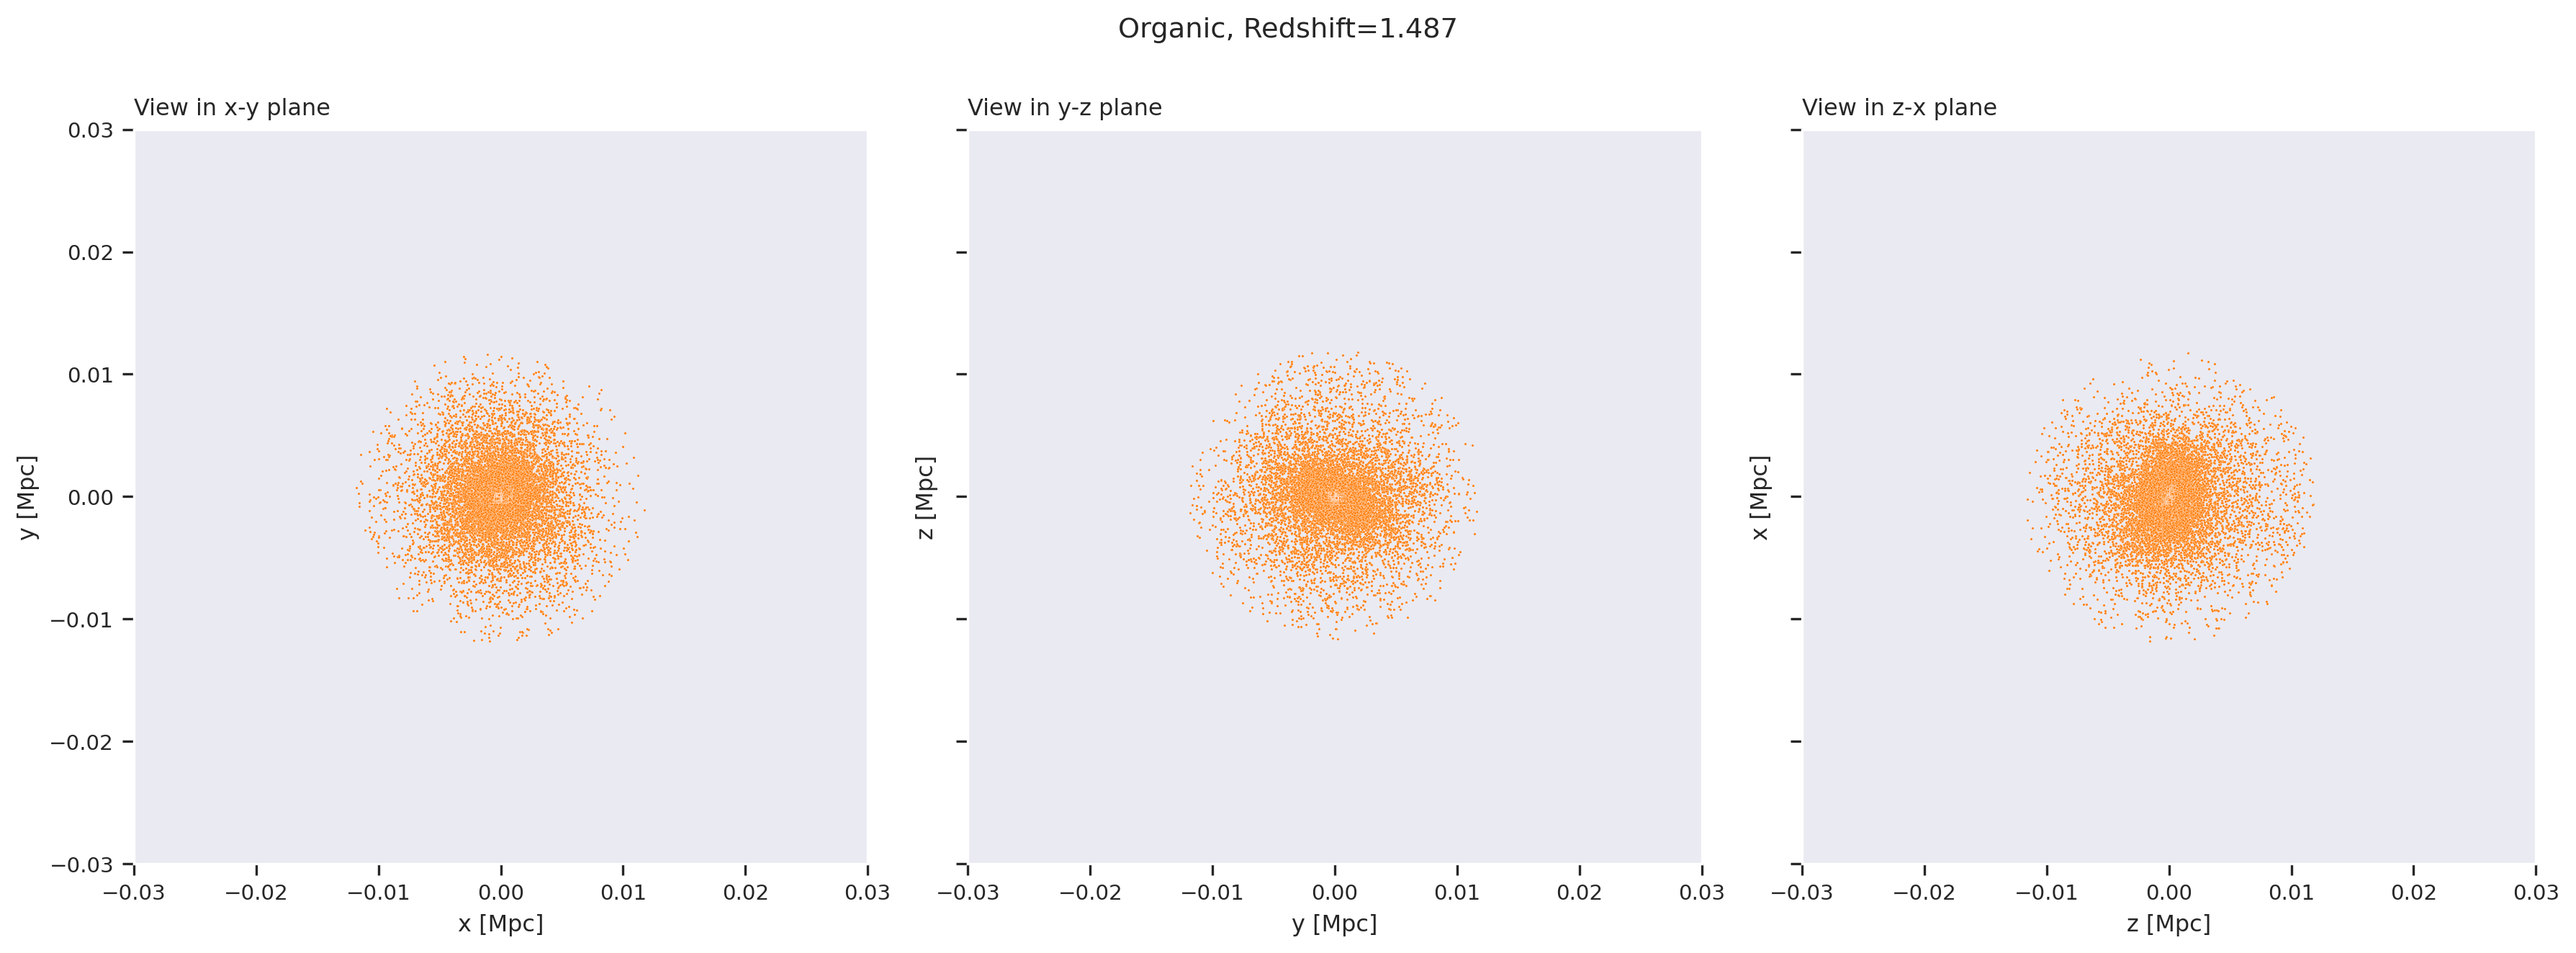 Organic, Redshift=1.487
View in x-y plane
0.03
0.02
0.01
0.00
−0.01
−0.02
−0.03
y [Mpc]
−0.03 −0.02 −0.01 0.00 0.01 0.02 0.03
x [Mpc]
View in y-z plane
z [Mpc]
−0.03 −0.02 −0.01 0.00 0.01 0.02 0.03
y [Mpc]
View in z-x plane
x [Mpc]
−0.03 −0.02 −0.01 0.00 0.01 0.02 0.03
z [Mpc]